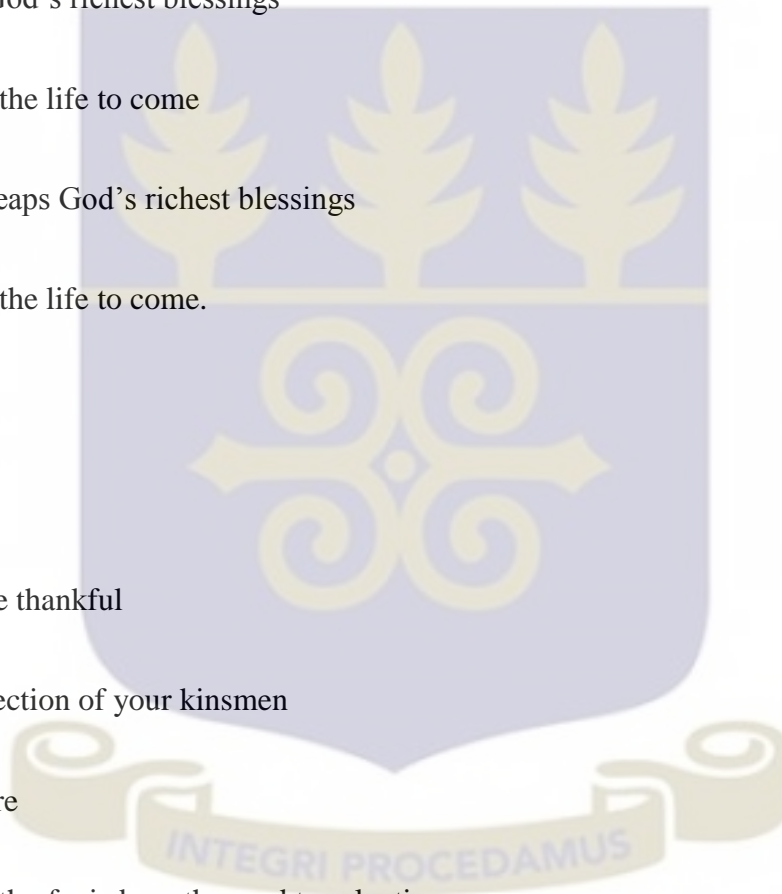 God's richest blessings
the life to come
eaps God's richest blessings
the life to come.
e thankful
ection of your kinsmen
re
INTEGRI PROCEDAMUS